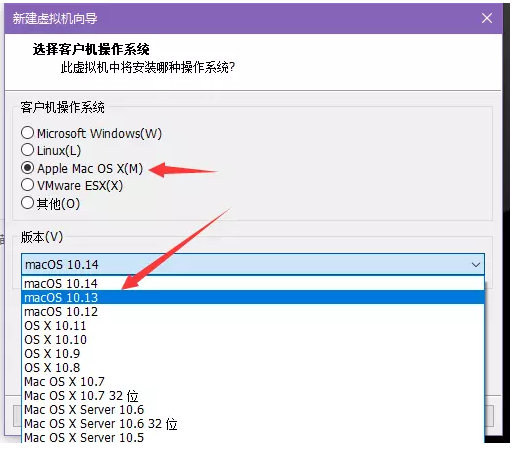 新建虚拟机向导
选择客户机操作系统
此虚拟机中将安装哪种操作系统?
客户机操作系统
Microsoft Windows(W)
Linux(L)
Apple Mac OS X(M)
VMware ESX(X)
其他(O)
版本(V)
macOS 10.14
macOS 10.14
macOS 10.13
macOS 10.12
OS X 10.11
OS X 10.10
OS X 10.9
OS X 10.8
Mac OS X 10.7
Mac OS X 10.7 32 位
Mac OS X Server 10.6
Mac OS X Server 10.6 32 位
Mac OS X Server 10.5